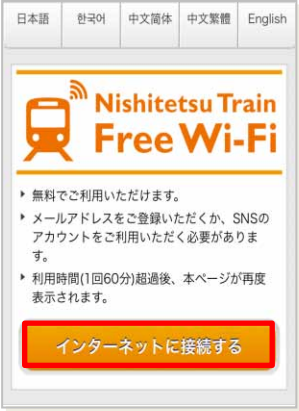 日本語 한국어 中文简体 中文繁體 English
Nishitetsu Train
Free Wi-Fi
無料でご利用いただけます。
メールアドレスをご登録いただくか、SNSの
アカウントをご利用いただく必要がありま
す。
利用時間(1回60分)超過後、本ページが再度
表示されます。
インターネットに接続する